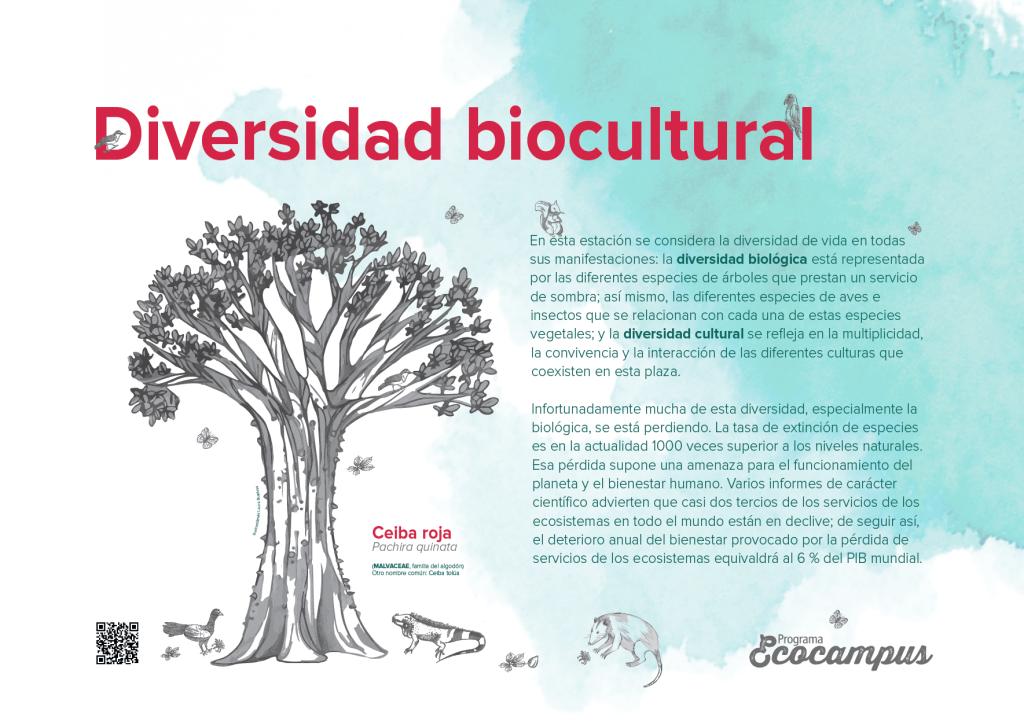 Diversidad biocultural
En esta estación se considera la diversidad de vida en todas
sus manifestaciones: la diversidad biológica está representada
por las diferentes especies de árboles que prestan un servicio
de sombra; así mismo, las diferentes especies de aves e
insectos que se relacionan con cada una de estas especies
vegetales; y la diversidad cultural se refleja en la multiplicidad,
la convivencia y la interacción de las diferentes culturas que
coexisten en esta plaza.
Infortunadamente mucha de esta diversidad, especialmente la
biológica, se está perdiendo. La tasa de extinción de especies
es en la actualidad 1000 veces superior a los niveles naturales.
Esa pérdida supone una amenaza para el funcionamiento del
planeta y el bienestar humano. Varios informes de carácter
científico advierten que casi dos tercios de los servicios de los
ecosistemas en todo el mundo están en declive; de seguir así,
el deterioro anual del bienestar provocado por la pérdida de
servicios de los ecosistemas equivaldrá al 6 % del PIB mundial.
Ceiba roja
Pachira quinata
(MALVACEAE, familia del algodón)
Otro nombre común: Ceiba tolúa
Programa
Ecocampus